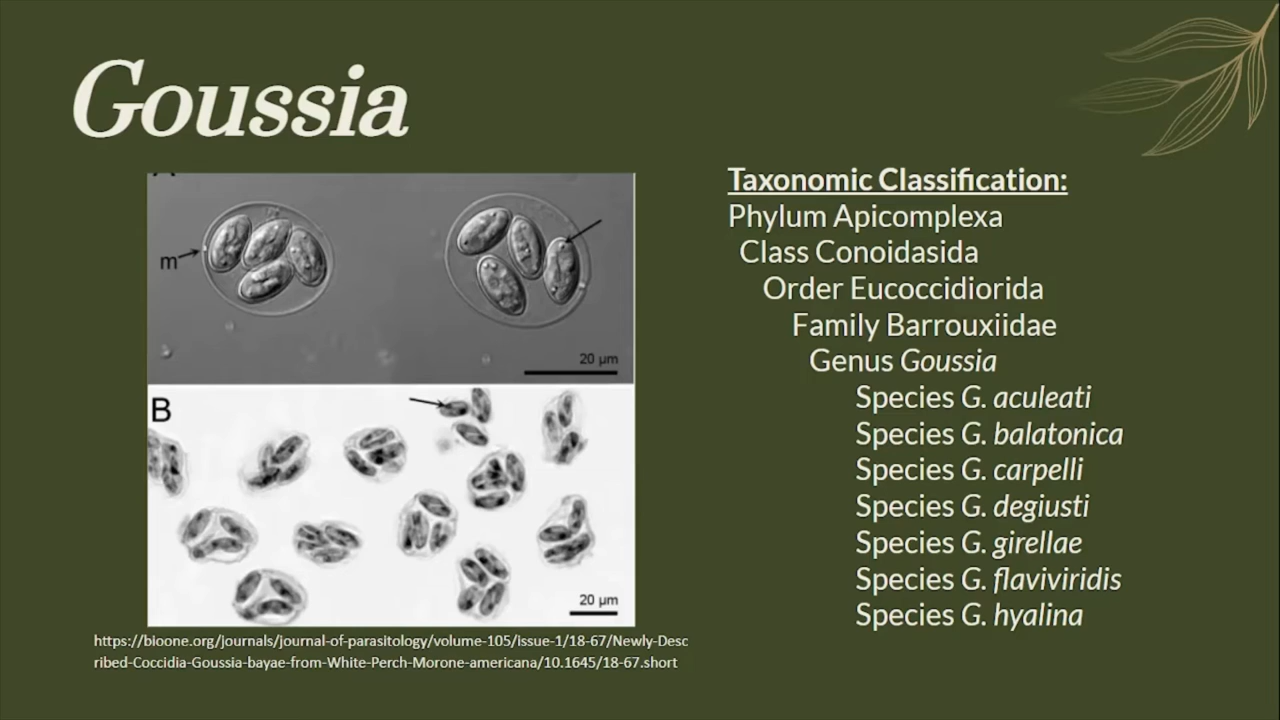 Goussia
m
20 µm
B
20 µm
https://bioone.org/journals/journal-of-parasitology/volume-105/issue-1/18-67/Newly-Desc
ribed-Coccidia-Goussia-bayae-from-White-Perch-Morone-americana/10.1645/18-67.short
Taxonomic Classification:
Phylum Apicomplexa
Class Conoidasida
Order Eucoccidiorida
Family Barrouxiidae
Genus Goussia
Species G. aculeati
Species G. balatonica
Species G. carpelli
Species G. degiusti
Species G. girellae
Species G. flaviviridis
Species G. hyalina